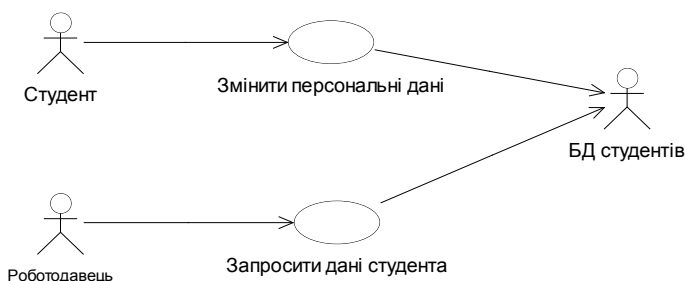 Студент
Змінити персональні дані
БД студентів
Роботодавець
Запросити дані студента